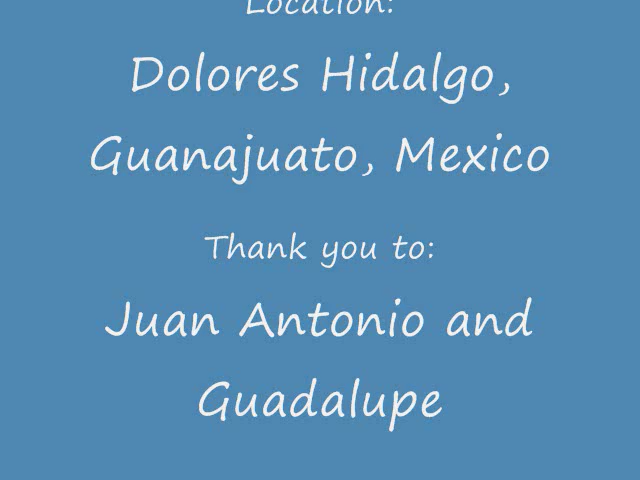 Location:
Dolores Hidalgo,
Guanajuato, Mexico
Thank you to:
Juan Antonio and
Guadalupe